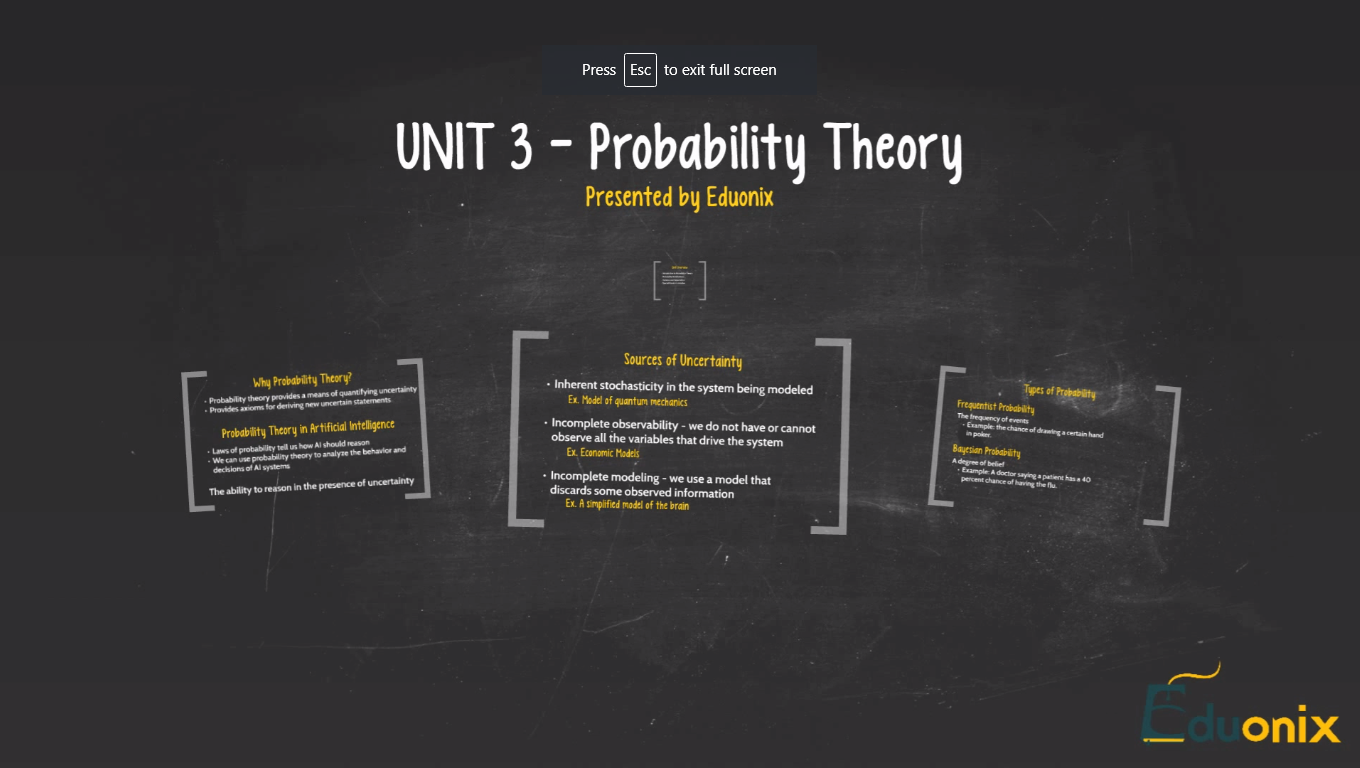 Press Esc to exit full screen
UNIT 3 - Probability Theory
Presented by Eduonix
Why Probability Theory?
• Probability theory provides a means of quantifying uncertainty
• Provides axioms for deriving new uncertain statements
Probability Theory in Artificial Intelligence
• Laws of probability tell us how AI should reason
• We can use probability theory to analyze the behavior and
decisions of AI systems
The ability to reason in the presence of uncertainty
Sources of Uncertainty
• Inherent stochasticity in the system being modeled
Ex. Model of quantum mechanics
• Incomplete observability - we do not have or cannot
observe all the variables that drive the system
Ex. Economic Models
• Incomplete modeling - we use a model that
discards some observed information
Ex. A simplified model of the brain
Types of Probability
Frequentist Probability
The frequency of events
• Example: the chance of drawing a certain hand
in poker.
Bayesian Probability
A degree of belief
• Example: A doctor saying a patient has a 40
percent chance of having the flu.
Eduonix